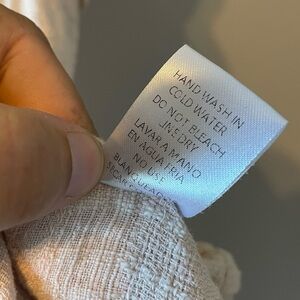 HAND WASH IN
COLD WATER
DO NOT BLEACH
LINE DRY
LAVAR A MANO
EN AGUA FRIA
NO USE